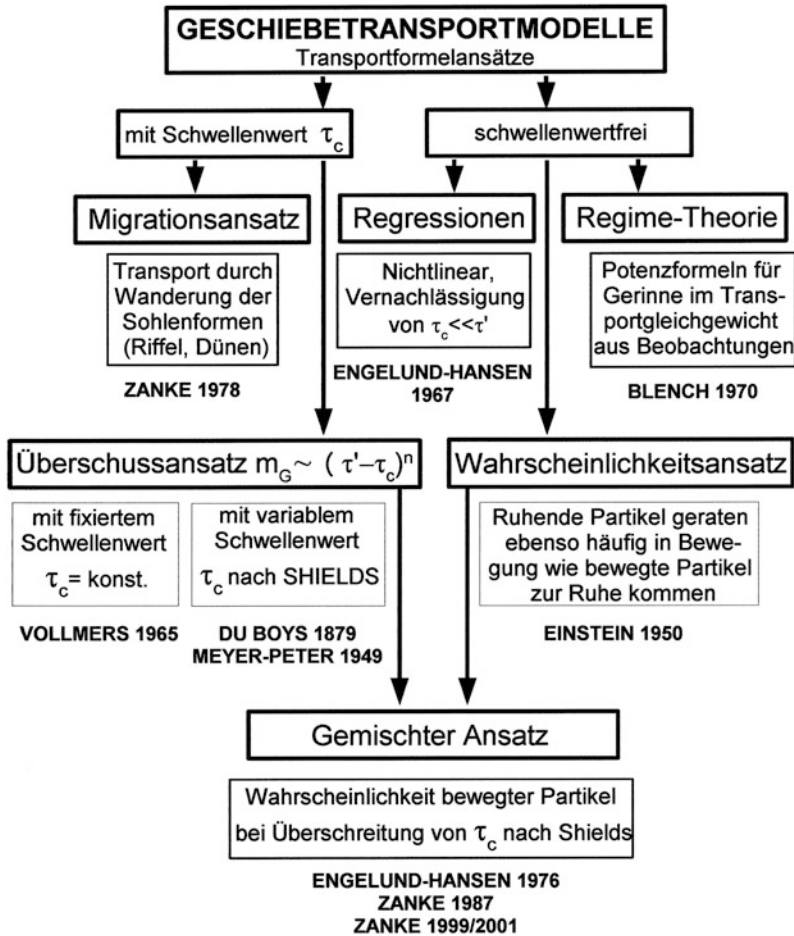 GESCHIEBETRANSPORTMODELLE
Transportformelansätze
mit Schwellenwert τc
schwellenwertfrei
Migrationsansatz
Regressionen
Regime-Theorie
Transport durch
Wanderung der
Sohlenformen
(Riffel, Dünen)
ZANKE 1978
Nichtlinear,
Vernachlässigung
von τc<<τ'
ENGELUND-HANSEN
1967
Potenzformeln für
Gerinne im Trans-
portgleichgewicht
aus Beobachtungen
BLENCH 1970
Überschussansatz mG~ (τ'−τc)n
Wahrscheinlichkeitsansatz
mit fixiertem
Schwellenwert
τc= konst.
VOLLMERS 1965
mit variablem
Schwellenwert
τc nach SHIELDS
DU BOYS 1879
MEYER-PETER 1949
Ruhende Partikel geraten
ebenso häufig in Bewe-
gung wie bewegte Partikel
zur Ruhe kommen
EINSTEIN 1950
Gemischter Ansatz
Wahrscheinlichkeit bewegter Partikel
bei Überschreitung von τc nach Shields
ENGELUND-HANSEN 1976
ZANKE 1987
ZANKE 1999/2001